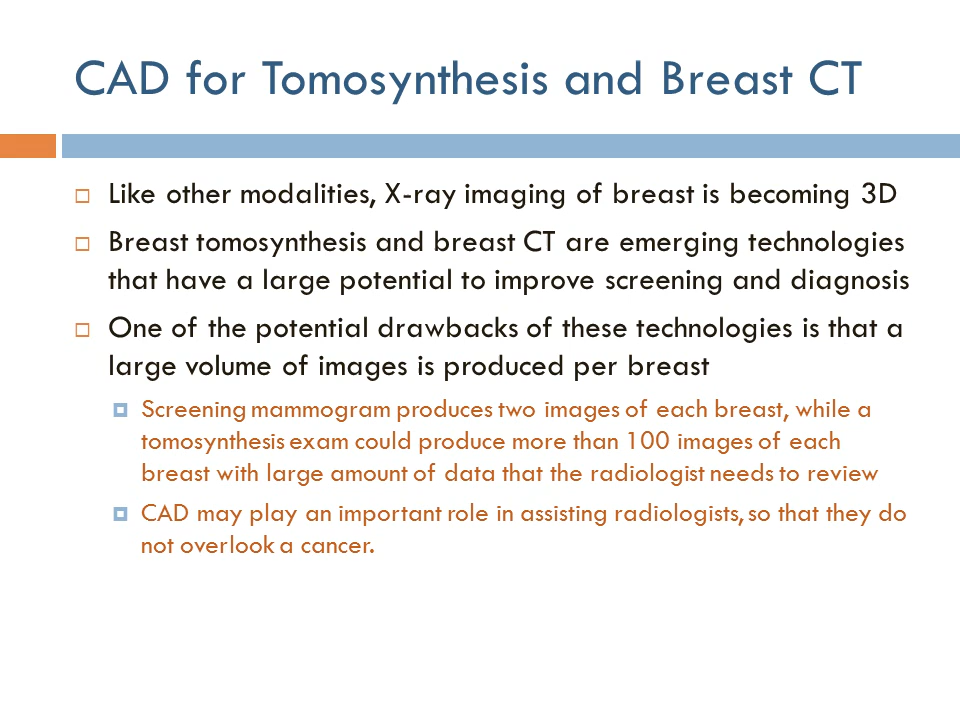 CAD for Tomosynthesis and Breast CT
Like other modalities, X-ray imaging of breast is becoming 3D
Breast tomosynthesis and breast CT are emerging technologies
that have a large potential to improve screening and diagnosis
One of the potential drawbacks of these technologies is that a
large volume of images is produced per breast
Screening mammogram produces two images of each breast, while a
tomosynthesis exam could produce more than 100 images of each
breast with large amount of data that the radiologist needs to review
CAD may play an important role in assisting radiologists, so that they do
not overlook a cancer.